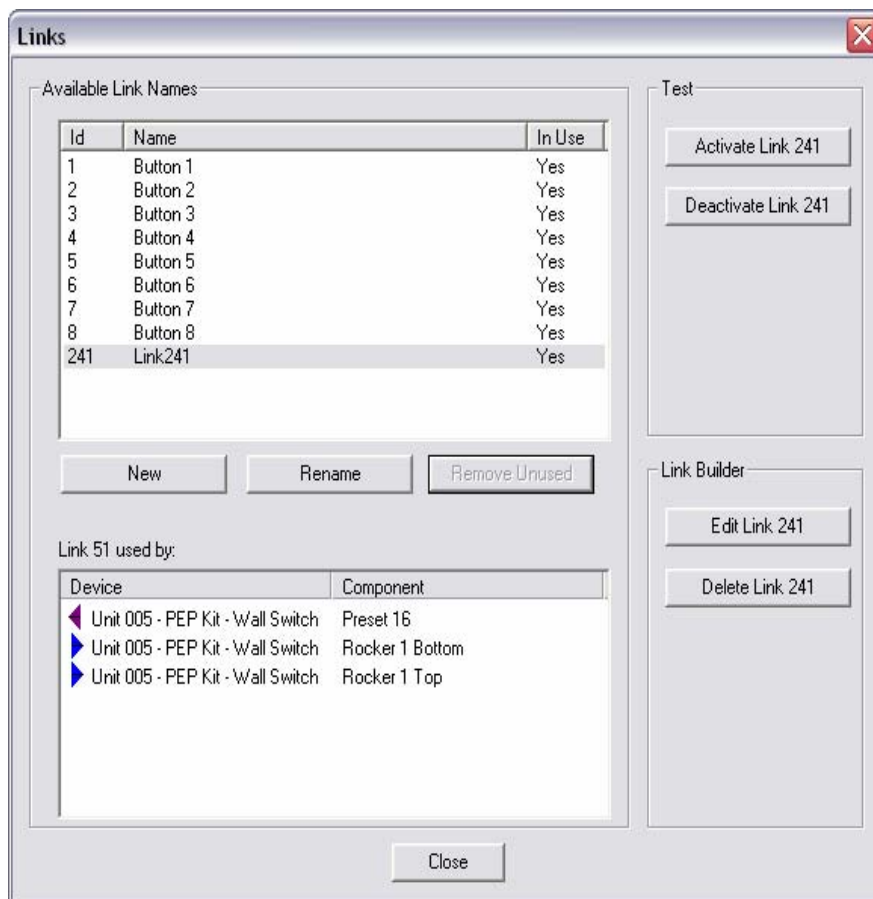 Links
Available Link Names
Id Name In Use
1 Button 1 Yes
2 Button 2 Yes
3 Button 3 Yes
4 Button 4 Yes
5 Button 5 Yes
6 Button 6 Yes
7 Button 7 Yes
8 Button 8 Yes
241 Link241 Yes
New Rename Remove Unused
Link 51 used by:
Device Component
Unit 005 - PEP Kit - Wall Switch Preset 16
Unit 005 - PEP Kit - Wall Switch Rocker 1 Bottom
Unit 005 - PEP Kit - Wall Switch Rocker 1 Top
Test
Activate Link 241
Deactivate Link 241
Link Builder
Edit Link 241
Delete Link 241
Close